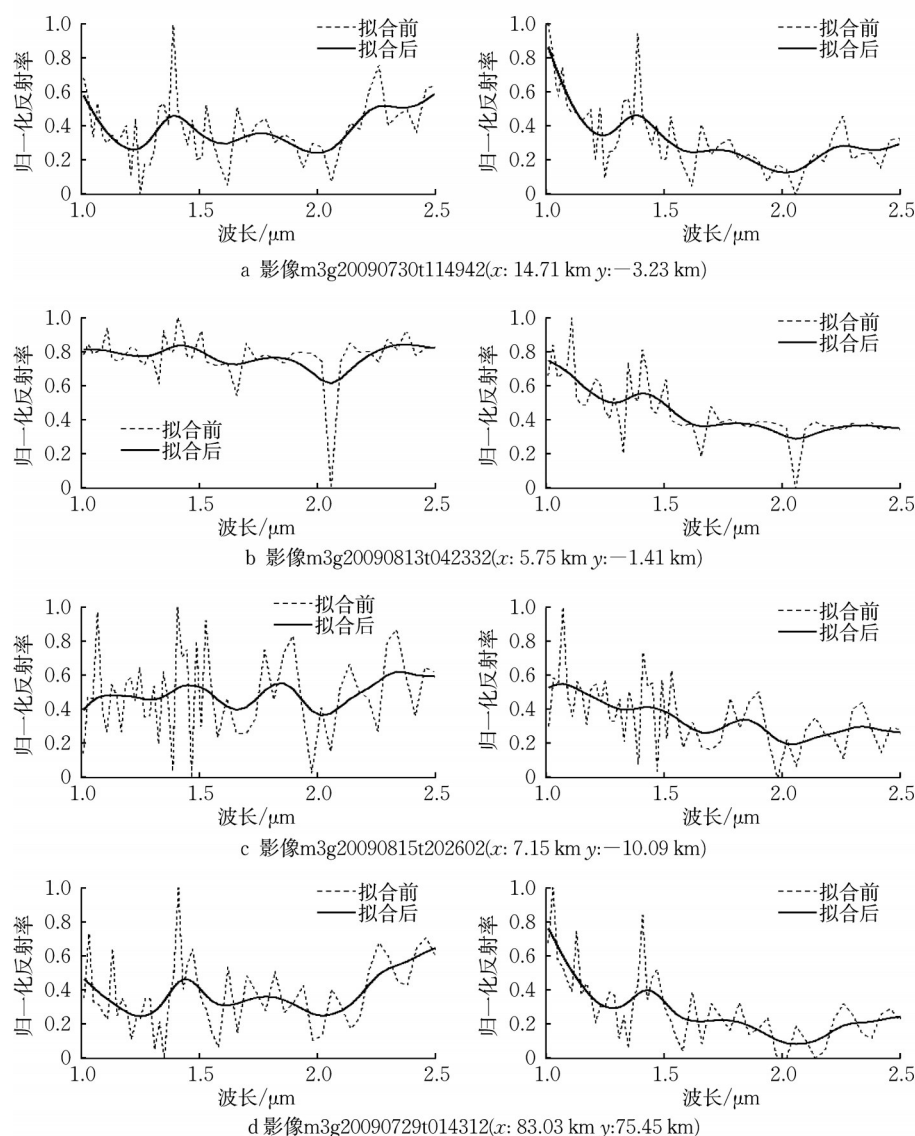 1.0
0.8
0.6
0.4
0.2
0
归一化反射率
拟合前
拟合后
1.0 1.5 2.0 2.5
波长/μm
1.0
0.8
0.6
0.4
0.2
0
归一化反射率
拟合前
拟合后
1.0 1.5 2.0 2.5
波长/μm
a 影像m3g20090730t114942(x: 14.71 km y:−3.23 km)
1.0
0.8
0.6
0.4
0.2
0
归一化反射率
拟合前
拟合后
1.0 1.5 2.0 2.5
波长/μm
1.0
0.8
0.6
0.4
0.2
0
归一化反射率
拟合前
拟合后
1.0 1.5 2.0 2.5
波长/μm
b 影像m3g20090813t042332(x: 5.75 km y:−1.41 km)
1.0
0.8
0.6
0.4
0.2
0
归一化反射率
拟合前
拟合后
1.0 1.5 2.0 2.5
波长/μm
1.0
0.8
0.6
0.4
0.2
0
归一化反射率
拟合前
拟合后
1.0 1.5 2.0 2.5
波长/μm
c 影像m3g20090815t202602(x: 7.15 km y:−10.09 km)
1.0
0.8
0.6
0.4
0.2
0
归一化反射率
拟合前
拟合后
1.0 1.5 2.0 2.5
波长/μm
1.0
0.8
0.6
0.4
0.2
0
归一化反射率
拟合前
拟合后
1.0 1.5 2.0 2.5
波长/μm
d 影像m3g20090729t014312(x: 83.03 km y:75.45 km)